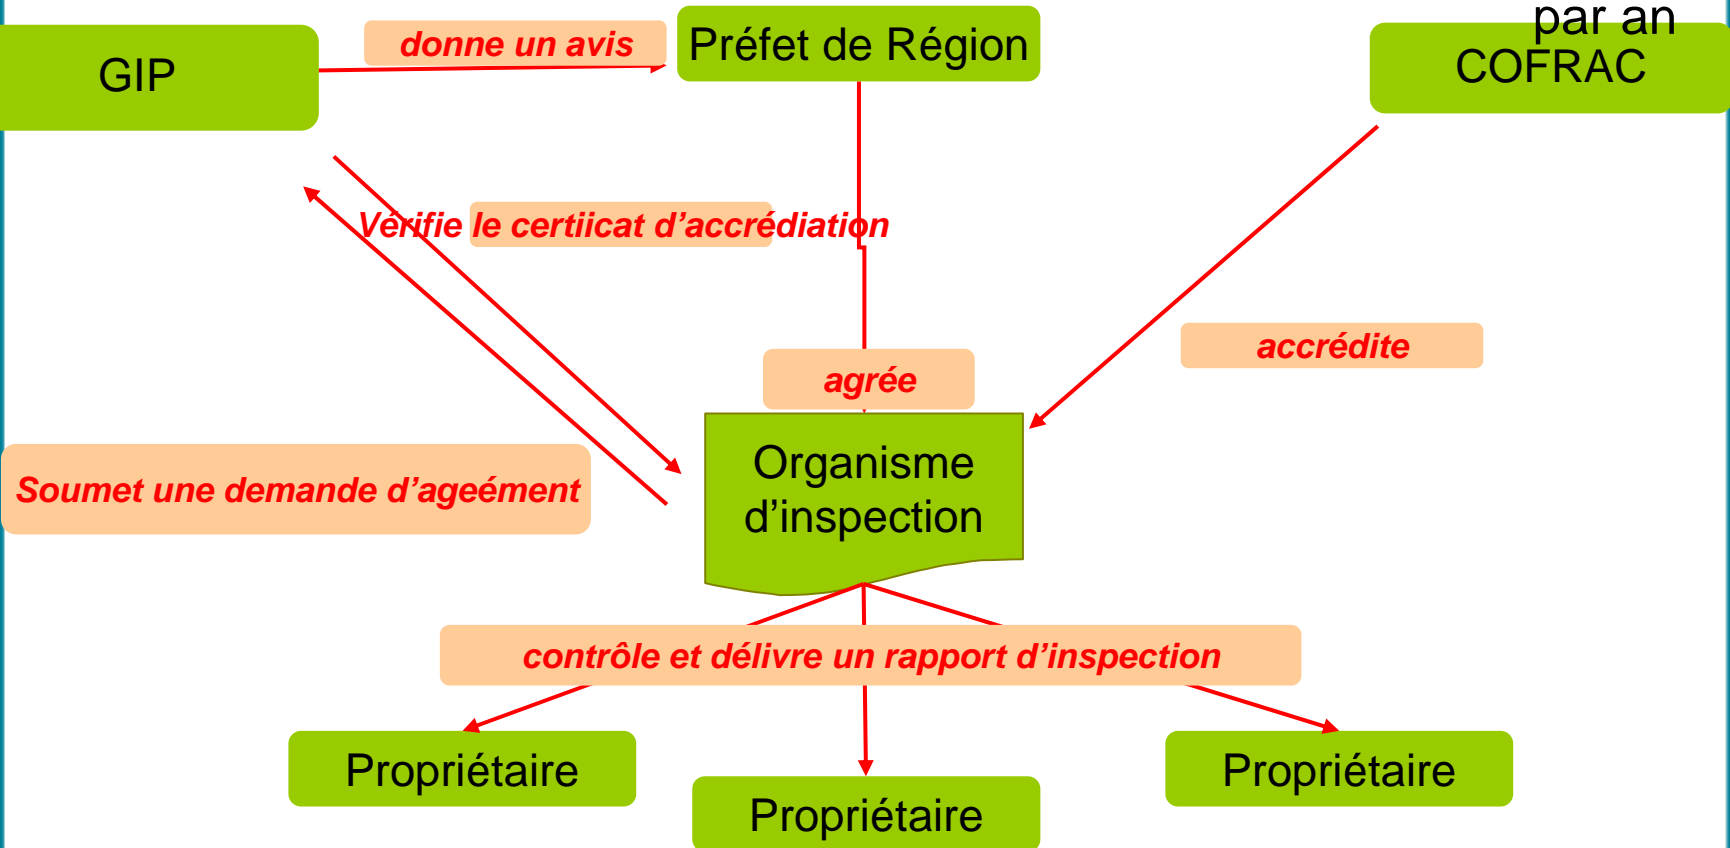 par an
GIP
donne un avis
Préfet de Région
COFRAC
Vérifie le certiicat d’accrédiation
accrédite
agrée
Soumet une demande d’ageément
Organisme
d’inspection
contrôle et délivre un rapport d’inspection
Propriétaire
Propriétaire
Propriétaire